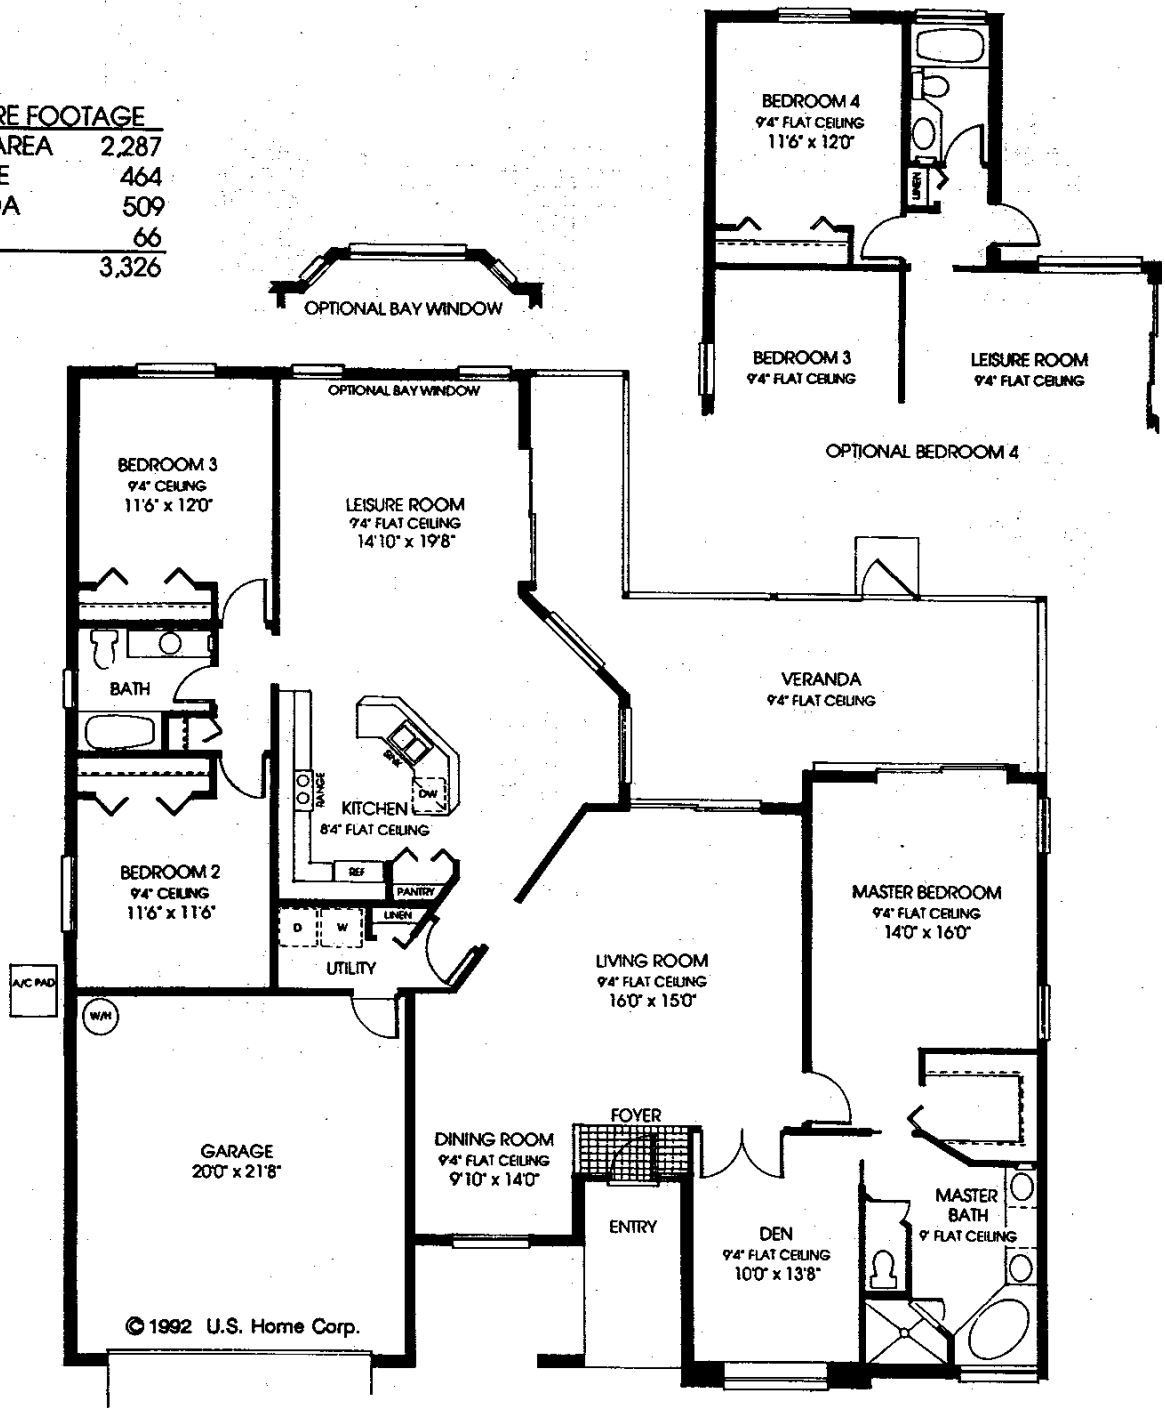 RE FOOTAGE
AREA 2,287
E 464
DA 509
66
3,326
OPTIONAL BAY WINDOW
BEDROOM 4
9'4" FLAT CEILING
11'6" x 12'0"
LINEN
BEDROOM 3
9'4" FLAT CEILING
LEISURE ROOM
9'4" FLAT CEILING
OPTIONAL BEDROOM 4
OPTIONAL BAY WINDOW
BEDROOM 3
9'4" CEILING
11'6" x 12'0"
LEISURE ROOM
9'4" FLAT CEILING
14'10" x 19'8"
BATH
VERANDA
9'4" FLAT CEILING
SINK
RANGE
DW
KITCHEN
8'4" FLAT CEILING
REF
PANTRY
BEDROOM 2
9'4" CEILING
11'6" x 11'6"
LINEN
D
W
UTILITY
MASTER BEDROOM
9'4" FLAT CEILING
14'0" x 16'0"
LIVING ROOM
9'4" FLAT CEILING
16'0" x 15'0"
A/C PAD
W/H
FOYER
GARAGE
20'0" x 21'8"
DINING ROOM
9'4" FLAT CEILING
9'10" x 14'0"
ENTRY
DEN
9'4" FLAT CEILING
10'0" x 13'8"
MASTER
BATH
9' FLAT CEILING
© 1992 U.S. Home Corp.